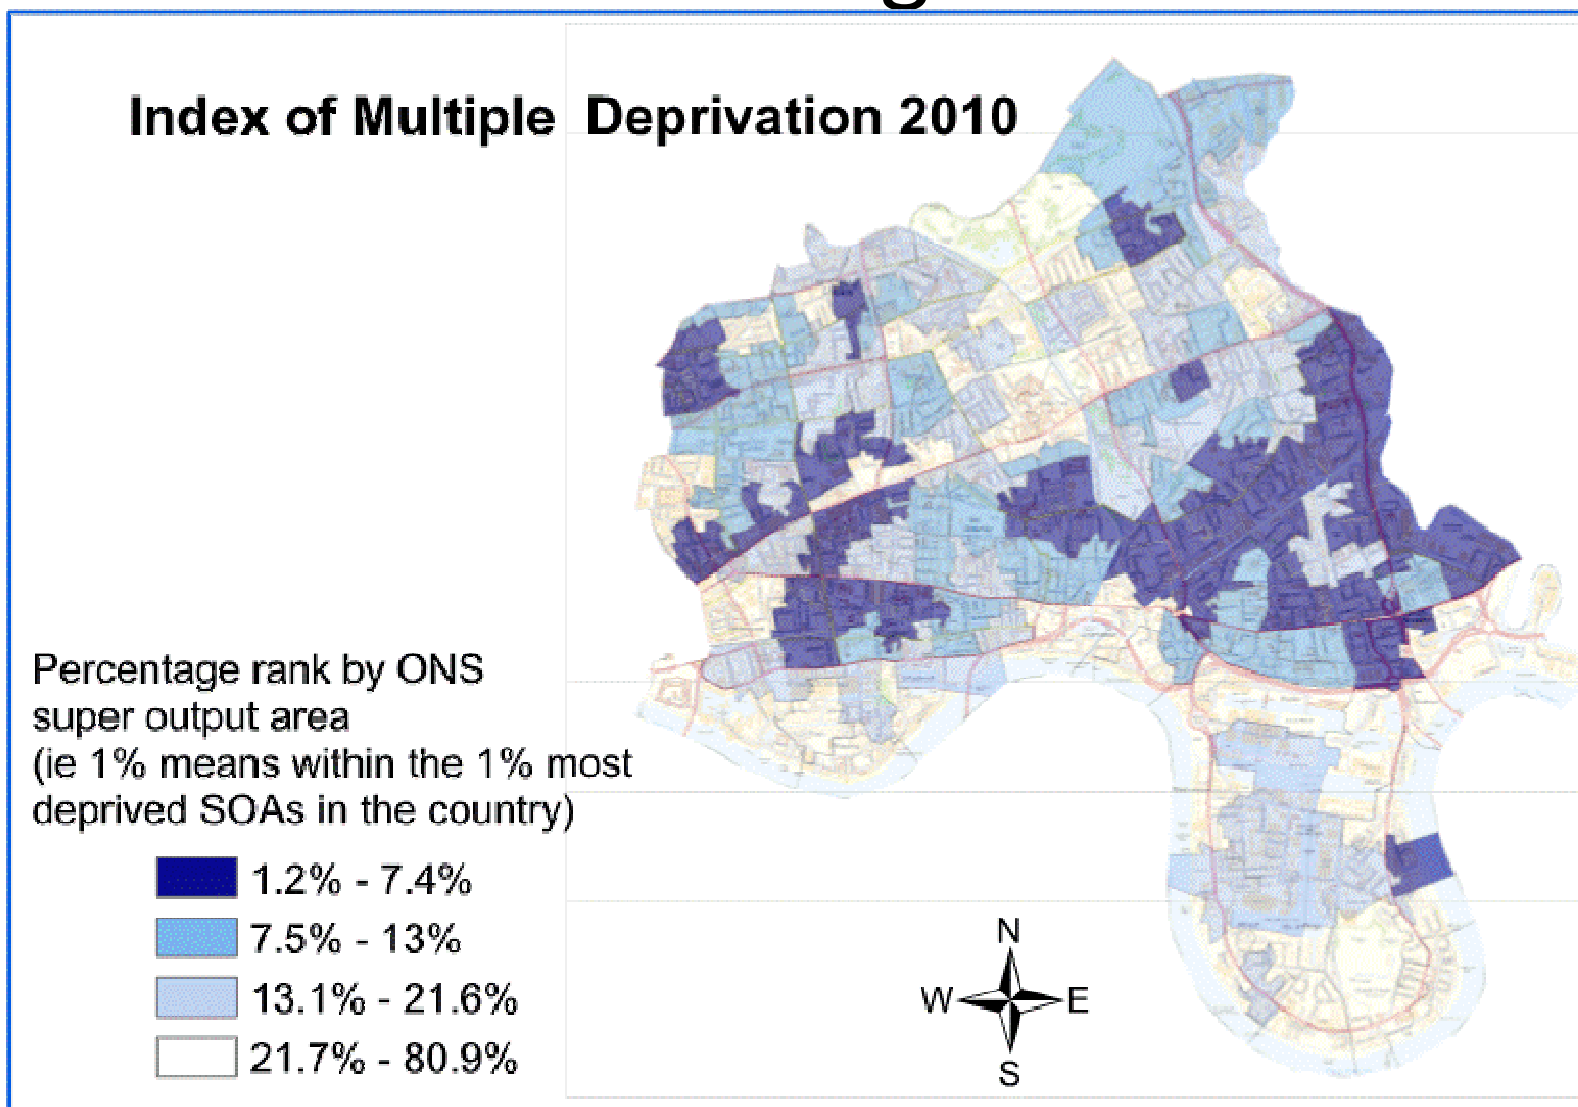 Index of Multiple Deprivation 2010
Percentage rank by ONS
super output area
(ie 1% means within the 1% most
deprived SOAs in the country)
1.2% - 7.4%
7.5% - 13%
13.1% - 21.6%
21.7% - 80.9%
N
W E
S